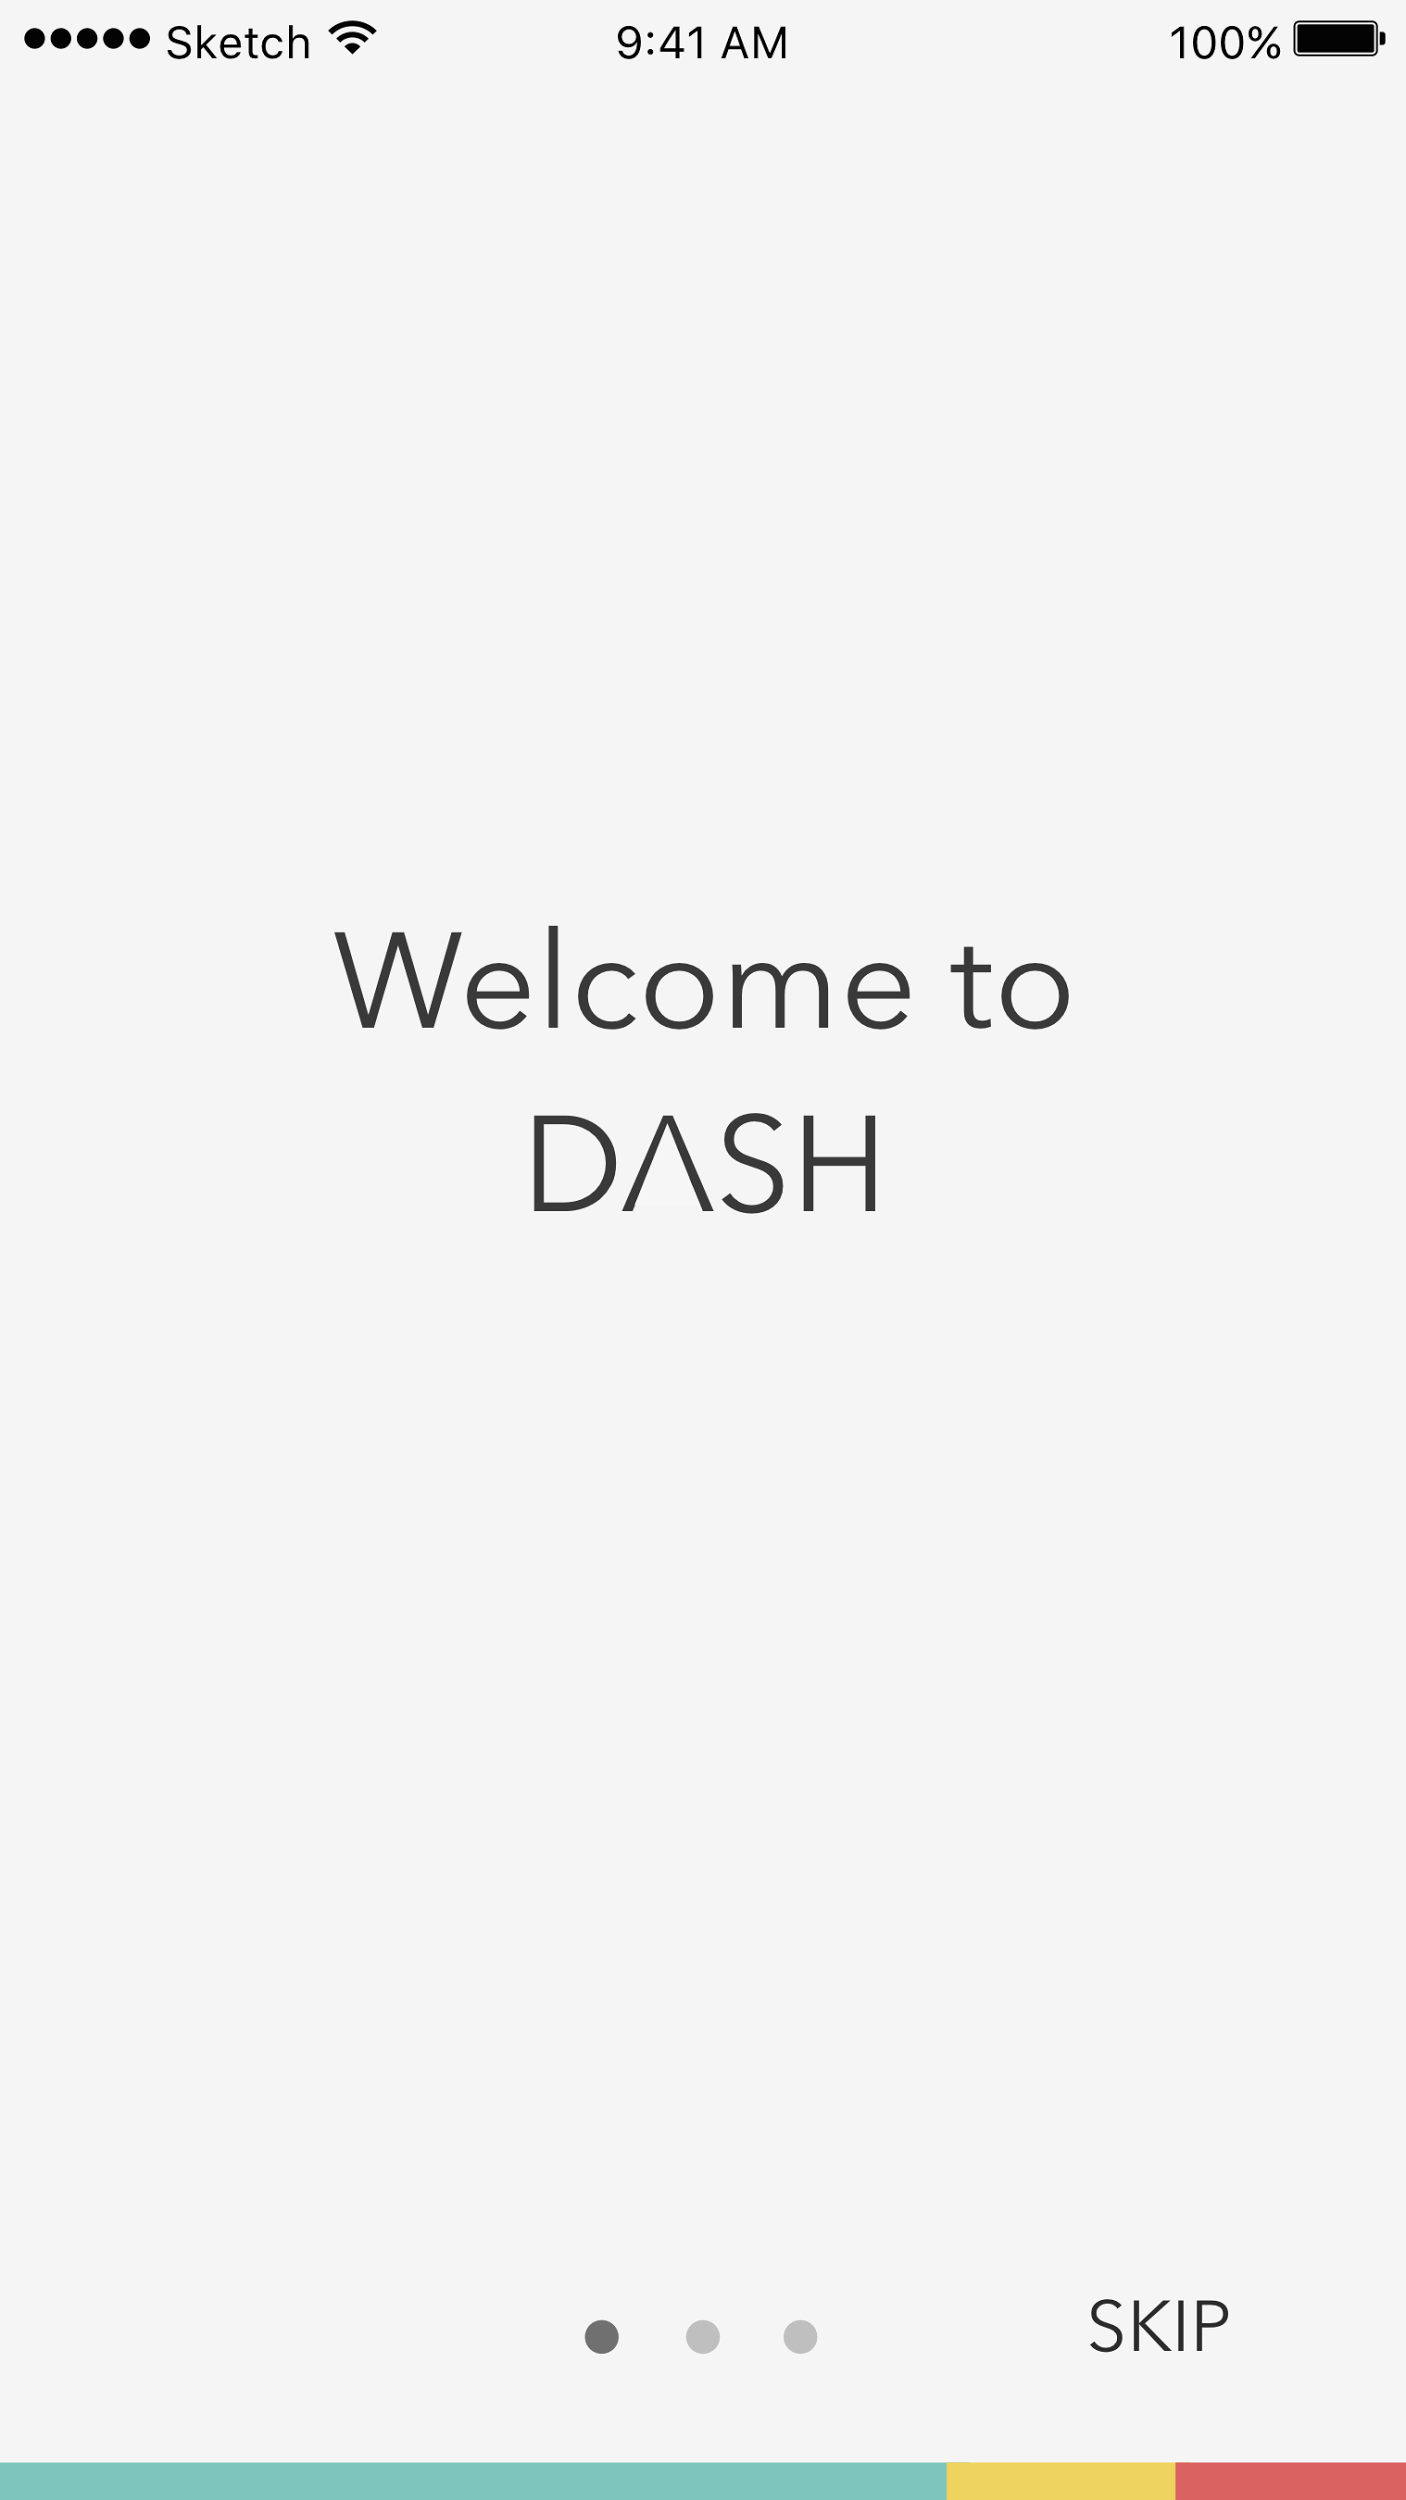 Sketch 9:41 AM 100%
Welcome to
DΛSH
SKIP